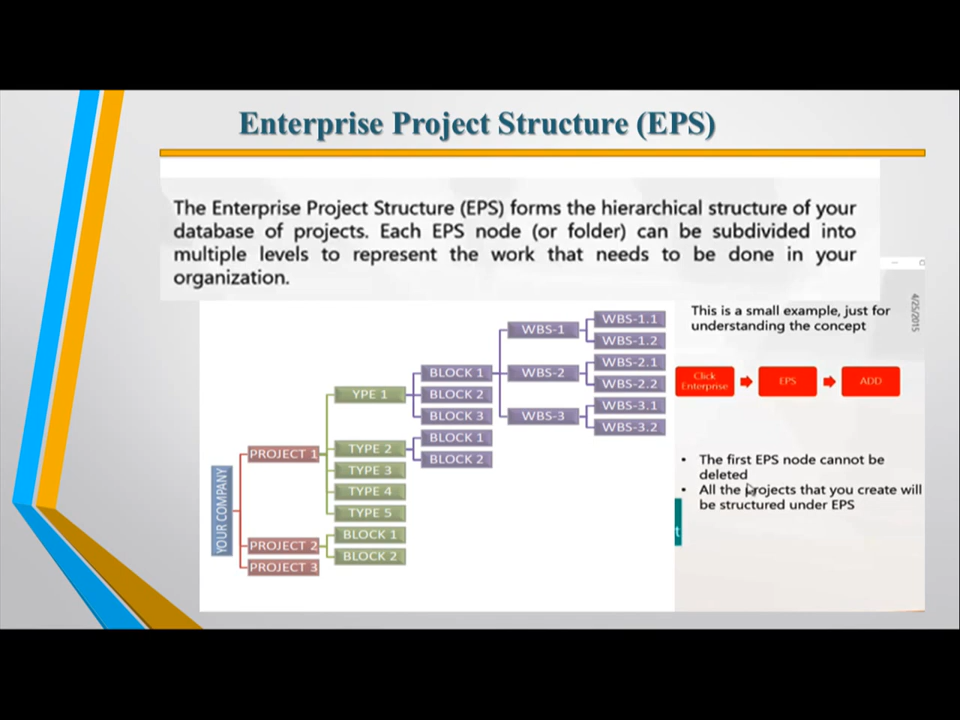 Enterprise Project Structure (EPS)
The Enterprise Project Structure (EPS) forms the hierarchical structure of your
database of projects. Each EPS node (or folder) can be subdivided into
multiple levels to represent the work that needs to be done in your
organization.
This is a small example, just for
understanding the concept
4/25/2015
Click
Enterprise
EPS
ADD
The first EPS node cannot be
deleted
All the projects that you create will
be structured under EPS
t
YOUR COMPANY
PROJECT 1
YPE 1
BLOCK 1
WBS-1
WBS-1.1
WBS-1.2
WBS-2
WBS-2.1
WBS-2.2
WBS-3
WBS-3.1
WBS-3.2
BLOCK 2
BLOCK 3
TYPE 2
BLOCK 1
BLOCK 2
TYPE 3
TYPE 4
TYPE 5
PROJECT 2
BLOCK 1
BLOCK 2
PROJECT 3